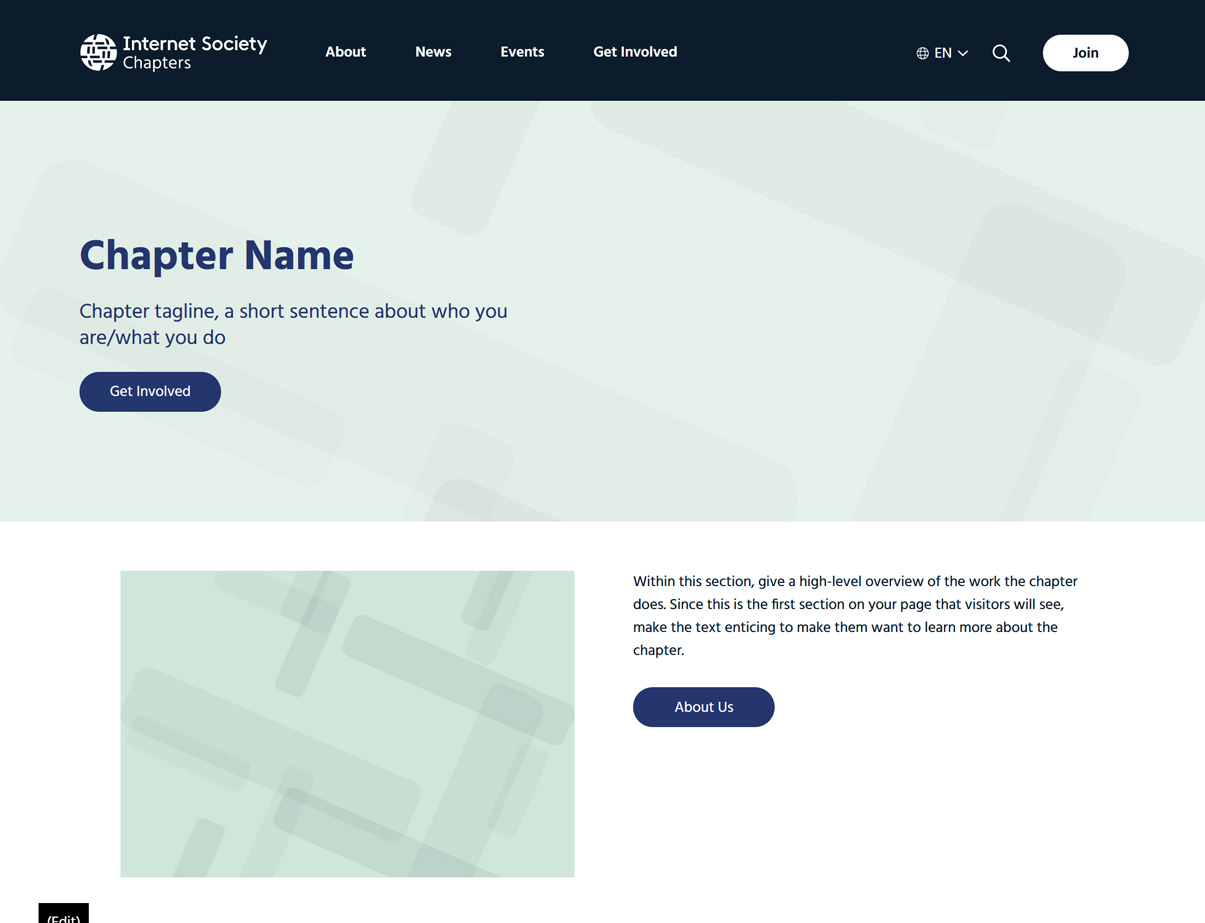 Internet Society
Chapters
About
News
Events
Get Involved
EN
Join
Chapter Name
Chapter tagline, a short sentence about who you
are/what you do
Get Involved
Within this section, give a high-level overview of the work the chapter
does. Since this is the first section on your page that visitors will see,
make the text enticing to make them want to learn more about the
chapter.
About Us
(Edit)